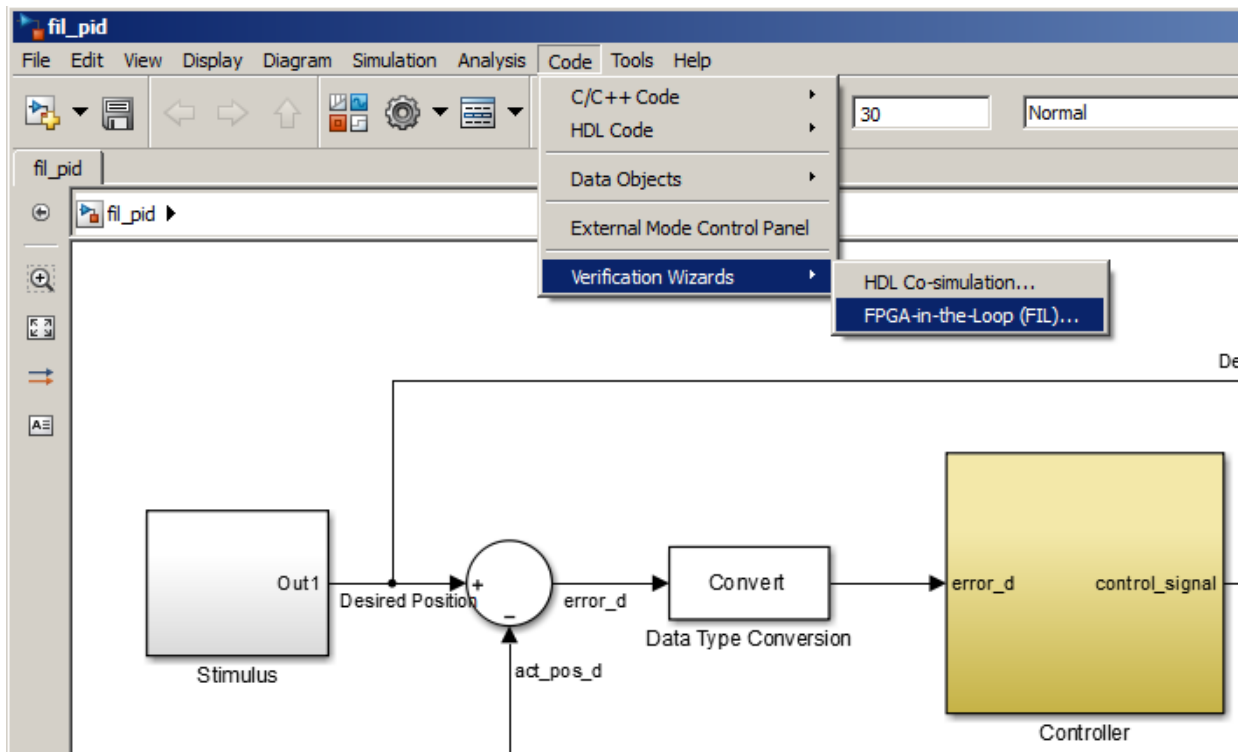 fil_pid
File Edit View Display Diagram Simulation Analysis Code Tools Help
C/C++ Code
HDL Code
Data Objects
External Mode Control Panel
Verification Wizards
HDL Co-simulation...
FPGA-in-the-Loop (FIL)...
30
Normal
fil_pid
fil_pid
De
Out1
Desired Position
+
−
error_d
Convert
error_d
control_signal
Stimulus
Data Type Conversion
act_pos_d
Controller